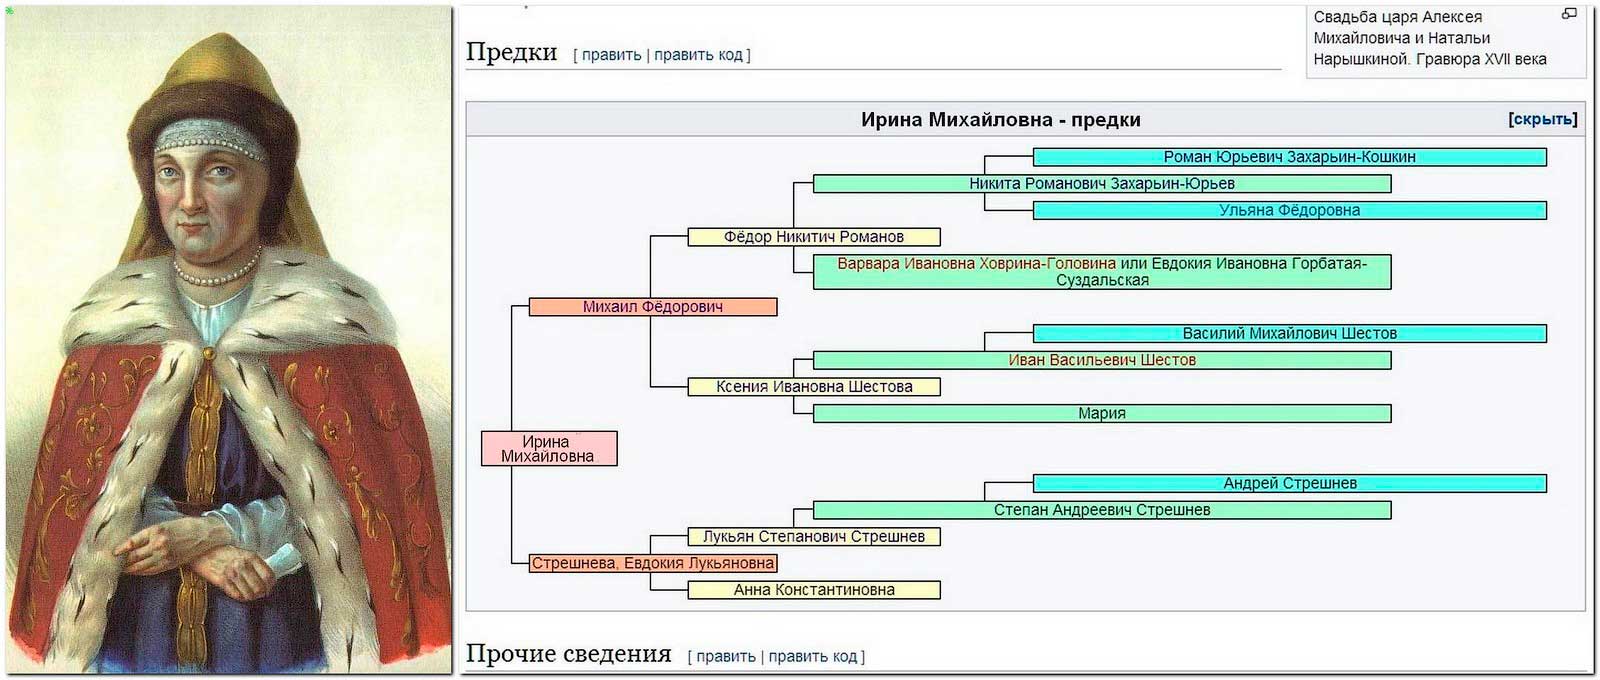 Свадьба царя Алексея
Михайловича и Натальи
Нарышкиной. Гравюра XVII века
Предки [ править | править код ]
Ирина Михайловна - предки
[скрыть]
Роман Юрьевич Захарьин-Кошкин
Никита Романович Захарьин-Юрьев
Ульяна Фёдоровна
Фёдор Никитич Романов
Варвара Ивановна Ховрина-Головина или Евдокия Ивановна Горбатая-
Суздальская
Михаил Фёдорович
Василий Михайлович Шестов
Иван Васильевич Шестов
Ксения Ивановна Шестова
Мария
Ирина
Михайловна
Андрей Стрешнев
Степан Андреевич Стрешнев
Лукьян Степанович Стрешнев
Стрешнева, Евдокия Лукьяновна
Анна Константиновна
Прочие сведения [ править | править код ]